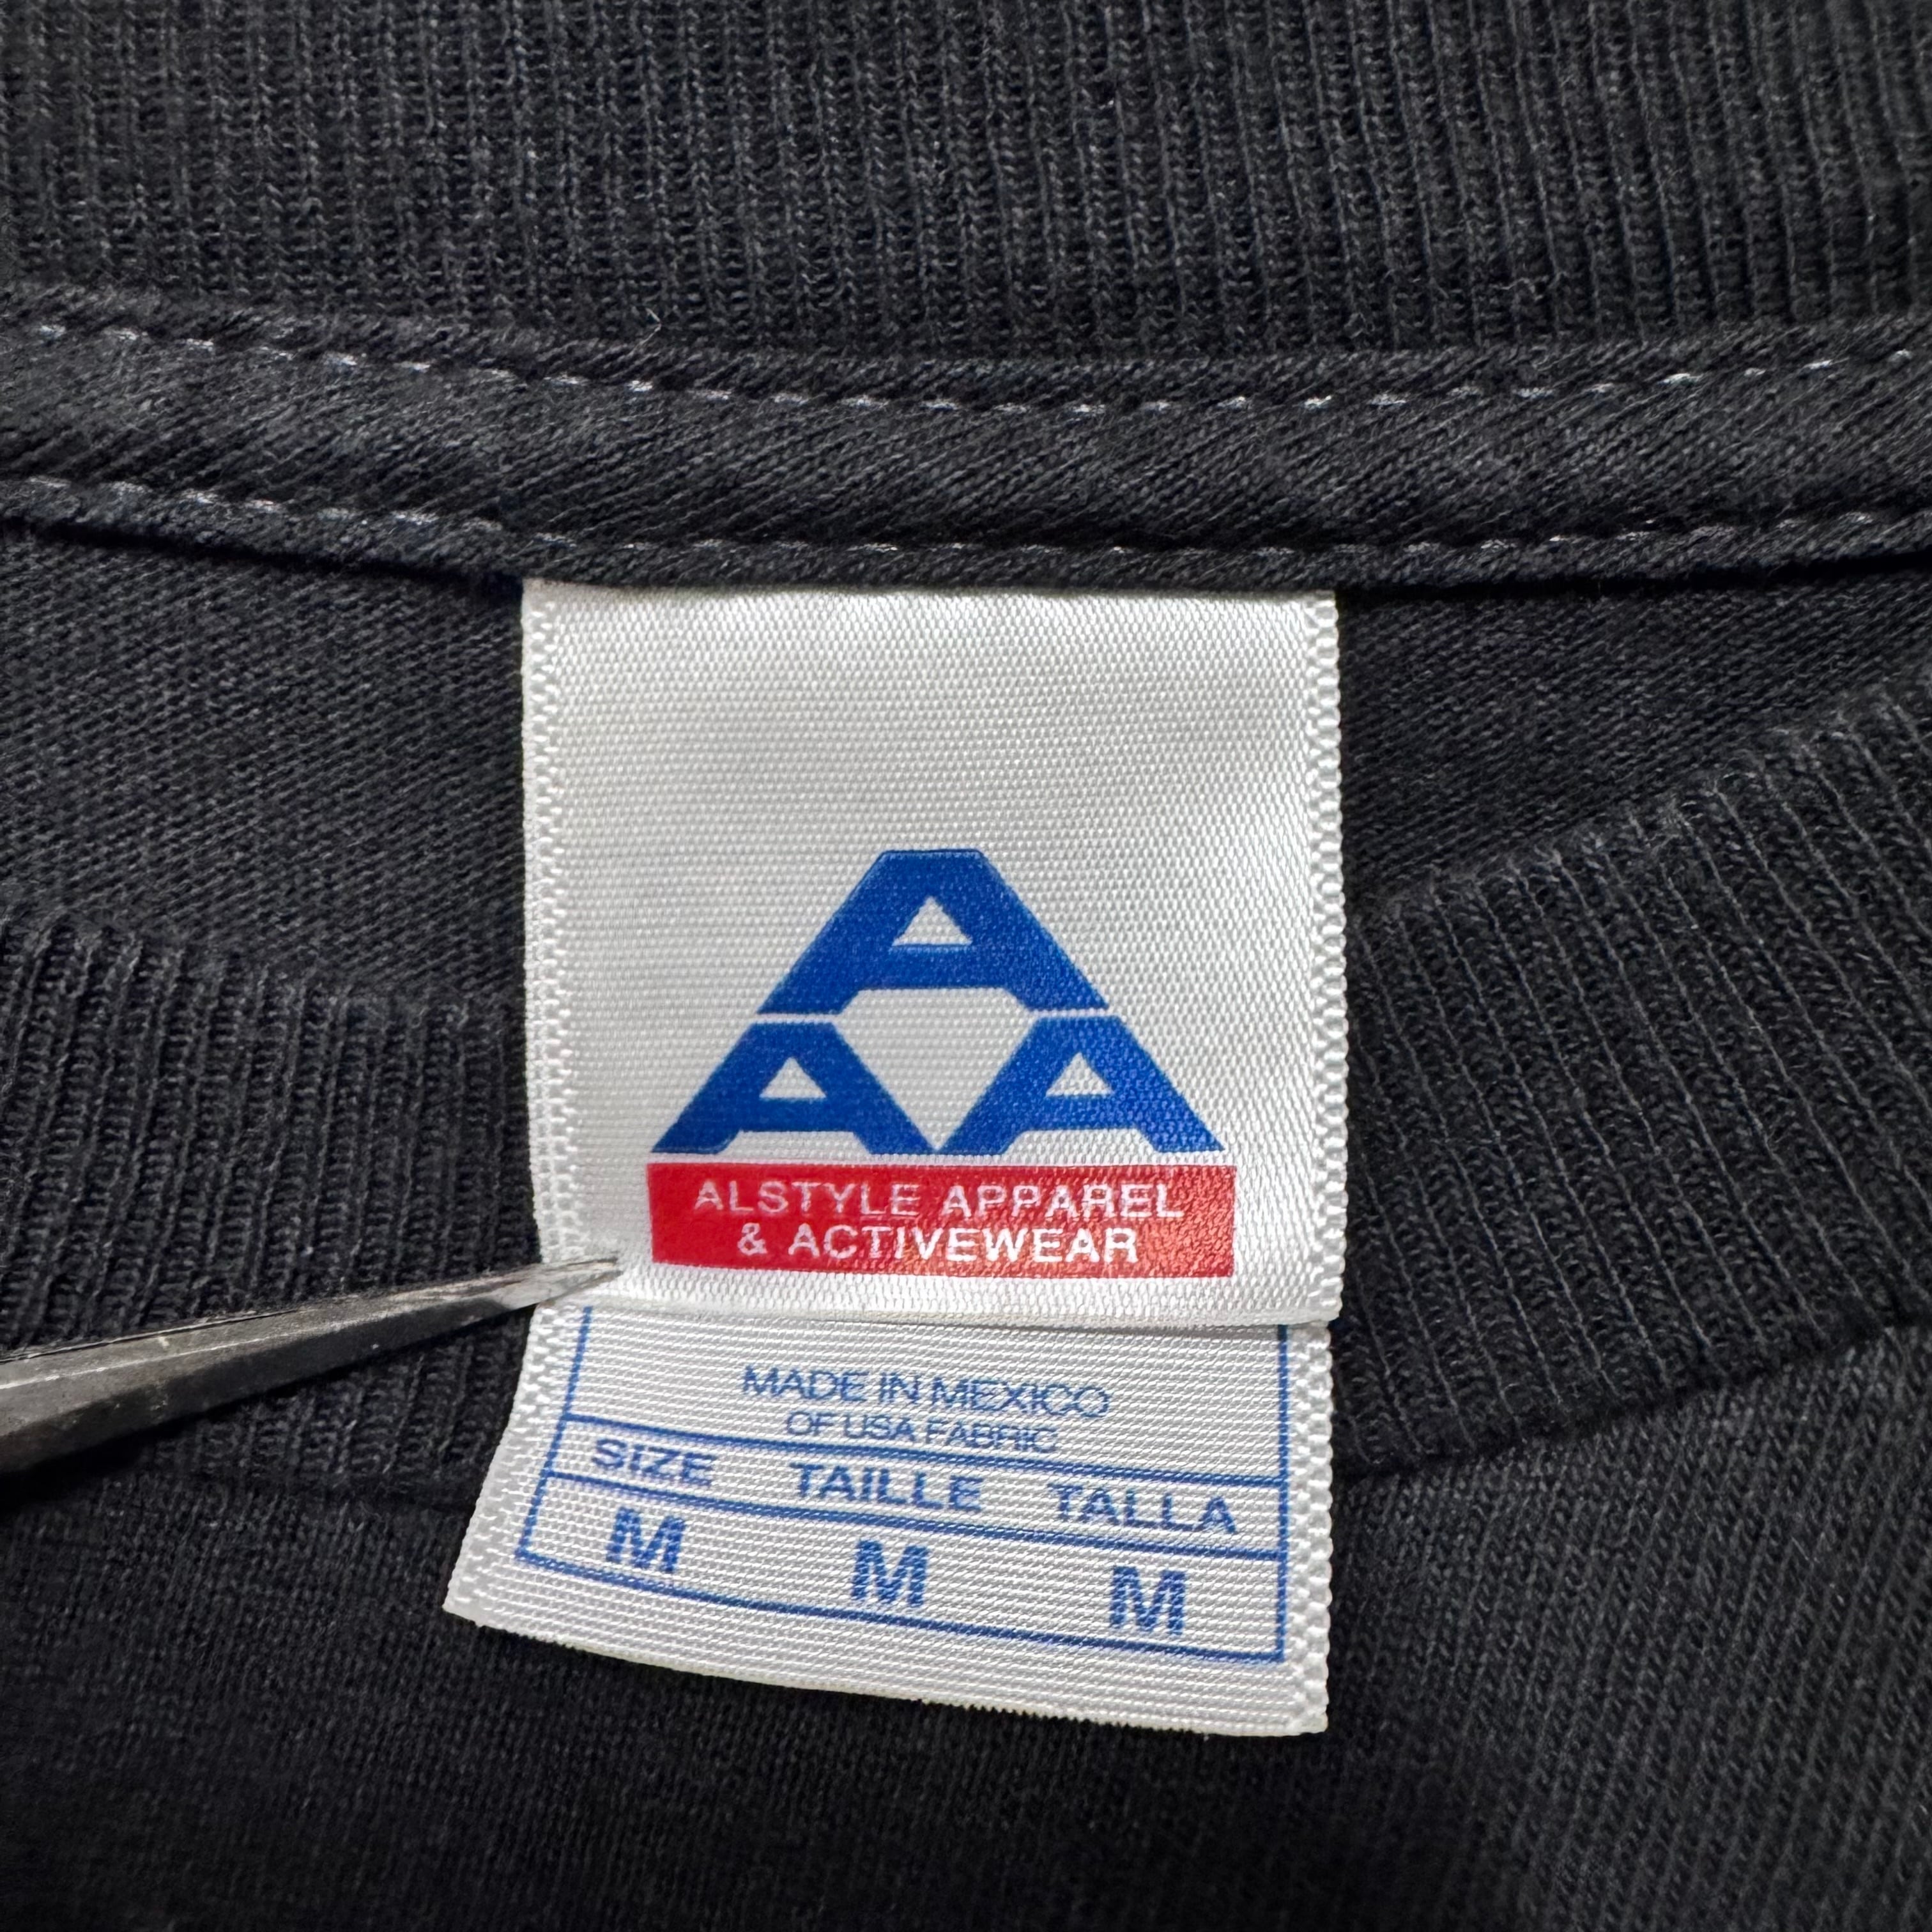 A
A A
ALSTYLE APPAREL
& ACTIVEWEAR
MADE IN MEXICO
OF USA FABRIC
SIZE TAILLE TALLA
M M M